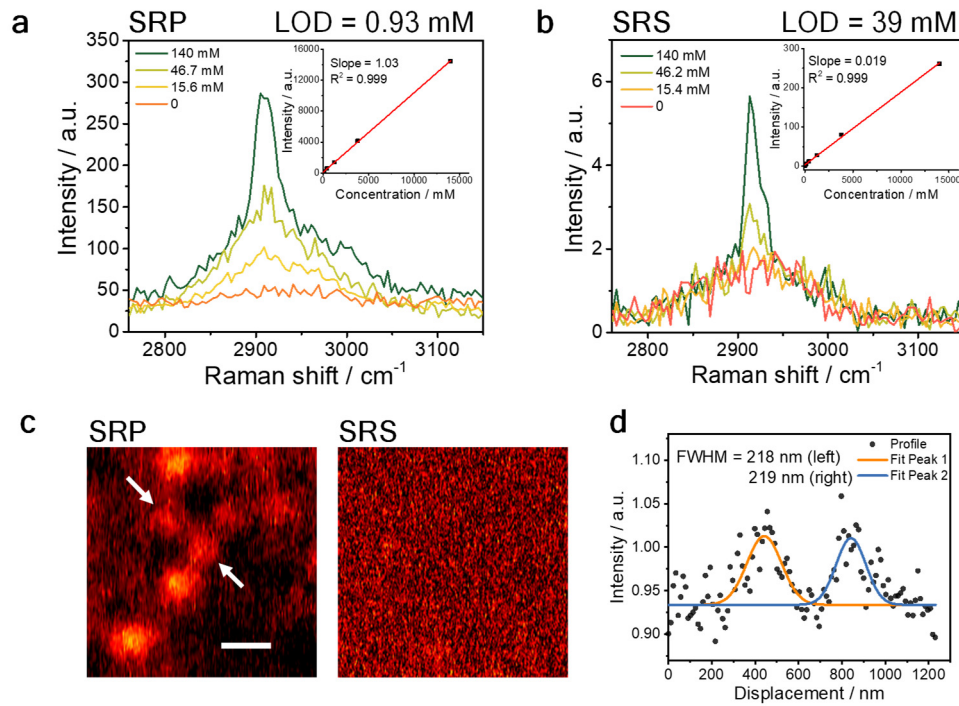 a
SRP LOD = 0.93 mM
350
300
250
200
150
100
50
0
Intensity / a.u.
140 mM
46.7 mM
15.6 mM
0
Slope = 1.03
R² = 0.999
16000
12000
8000
4000
Intensity / a.u.
0 5000 10000 15000
Concentration / mM
2800 2900 3000 3100
Raman shift / cm⁻¹
b
SRS LOD = 39 mM
6
4
2
0
Intensity / a.u.
140 mM
46.2 mM
15.4 mM
0
Slope = 0.019
R² = 0.999
300
200
100
0
Intensity / a.u.
0 5000 10000 15000
Concentration / mM
2800 2900 3000 3100
Raman shift / cm⁻¹
c
SRP
SRS
d
1.10
1.05
1.00
0.95
0.90
Intensity / a.u.
FWHM = 218 nm (left)
219 nm (right)
Profile
Fit Peak 1
Fit Peak 2
0 200 400 600 800 1000 1200
Displacement / nm